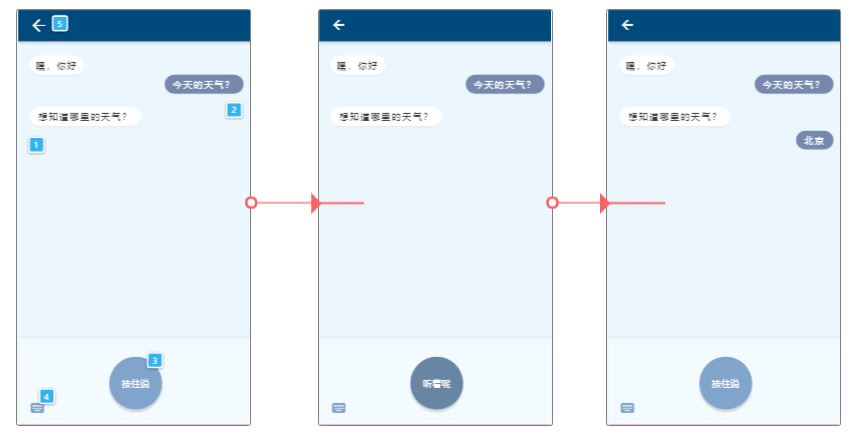 5
嘿，你好
今天的天气？
2
想知道哪里的天气？
1
3
按住说
4
嘿，你好
今天的天气？
想知道哪里的天气？
听着呢
嘿，你好
今天的天气？
想知道哪里的天气？
北京
按住说